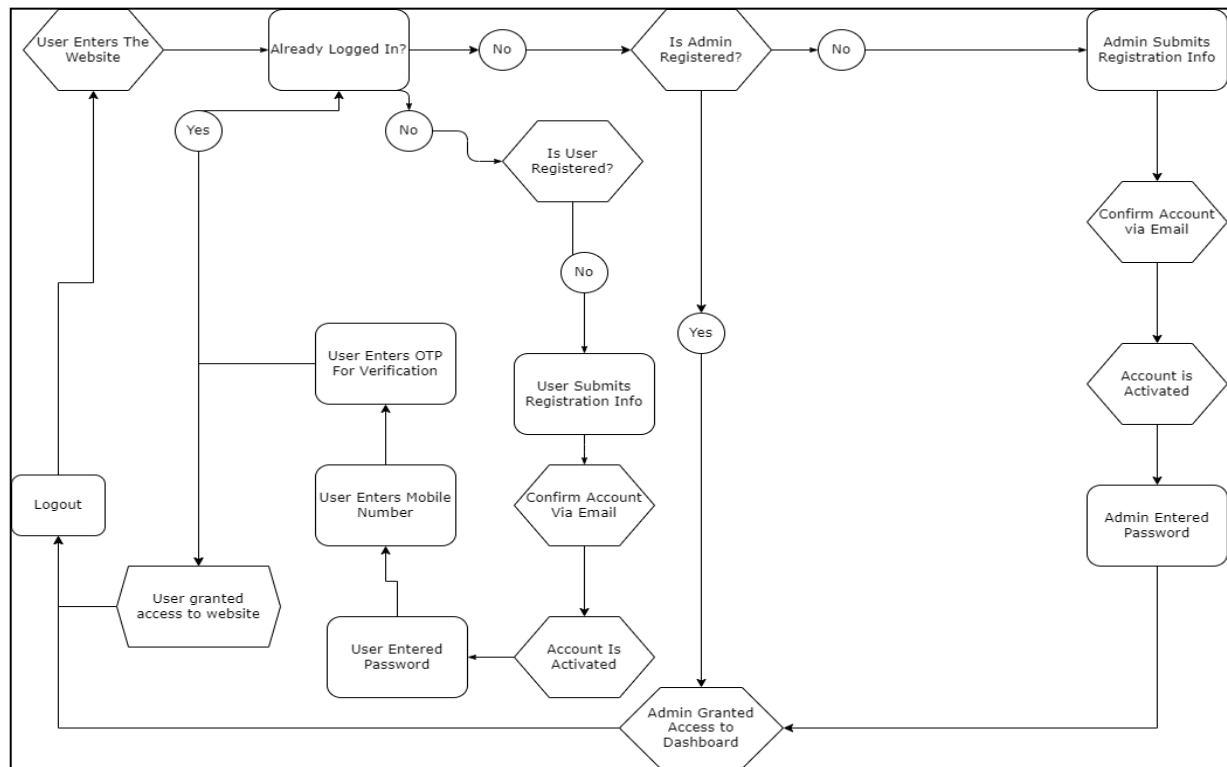 User Enters The
Website
Already Logged In?
No
Is Admin
Registered?
No
Admin Submits
Registration Info
Yes
No
Is User
Registered?
Confirm Account
via Email
No
Yes
User Enters OTP
For Verification
User Submits
Registration Info
Account is
Activated
Logout
User Enters Mobile
Number
Confirm Account
Via Email
Admin Entered
Password
User granted
access to website
User Entered
Password
Account Is
Activated
Admin Granted
Access to
Dashboard